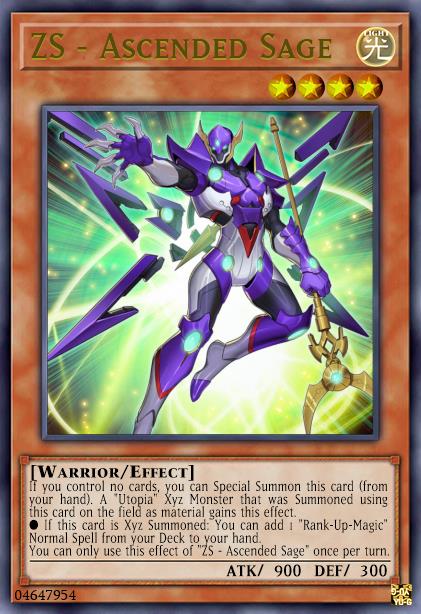 ZS - Ascended Sage
LIGHT
光
[Warrior/Effect]
If you control no cards, you can Special Summon this card (from
your hand). A "Utopia" Xyz Monster that was Summoned using
this card on the field as material gains this effect.
● If this card is Xyz Summoned: You can add 1 "Rank-Up-Magic"
Normal Spell from your Deck to your hand.
You can only use this effect of "ZS - Ascended Sage" once per turn.
ATK/ 900 DEF/ 300
04647954